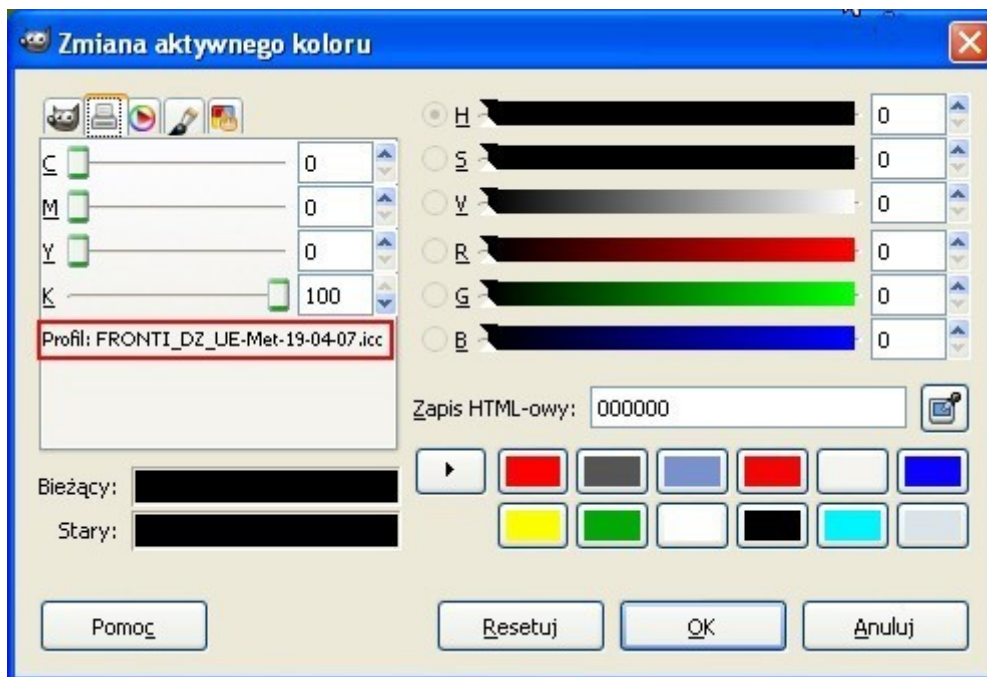 Zmiana aktywnego koloru
C 0
M 0
Y 0
K 100
Profil: FRONTI_DZ_UE-Met-19-04-07.icc
H 0
S 0
V 0
R 0
G 0
B 0
Zapis HTML-owy: 000000
Bieżący:
Stary:
Pomoc
Resetuj
OK
Anuluj